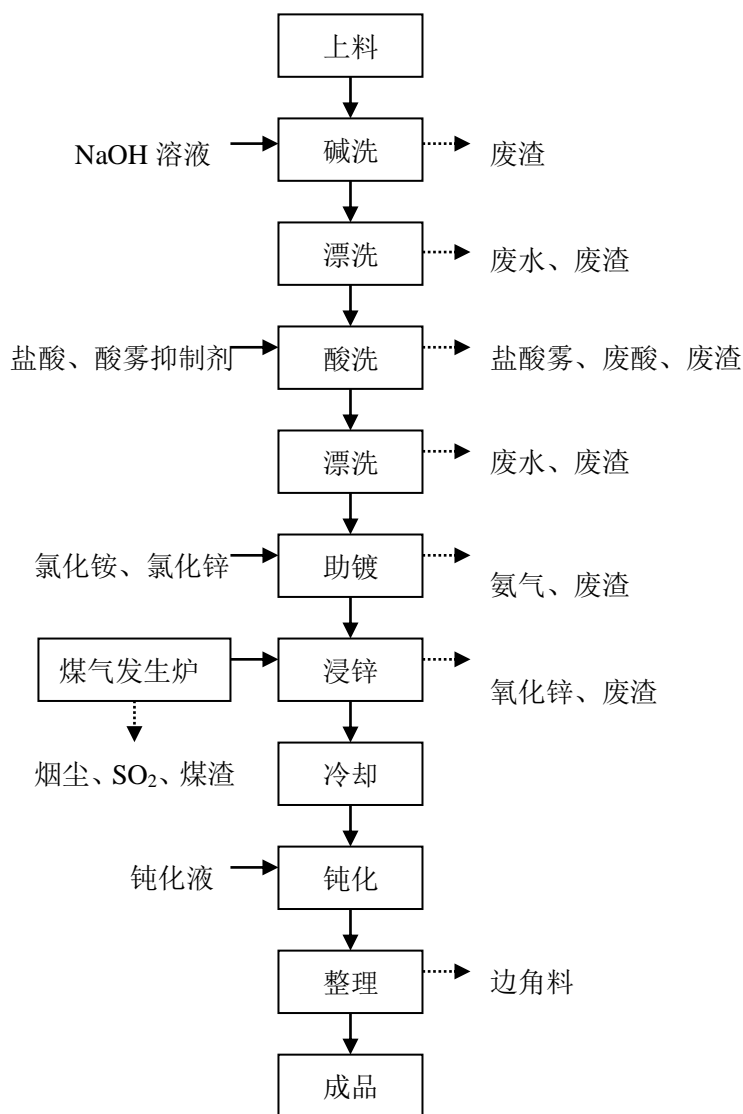 上料
NaOH 溶液
碱洗
废渣
漂洗
废水、废渣
盐酸、酸雾抑制剂
酸洗
盐酸雾、废酸、废渣
漂洗
废水、废渣
氯化铵、氯化锌
助镀
氨气、废渣
煤气发生炉
浸锌
氧化锌、废渣
烟尘、SO₂、煤渣
冷却
钝化液
钝化
整理
边角料
成品